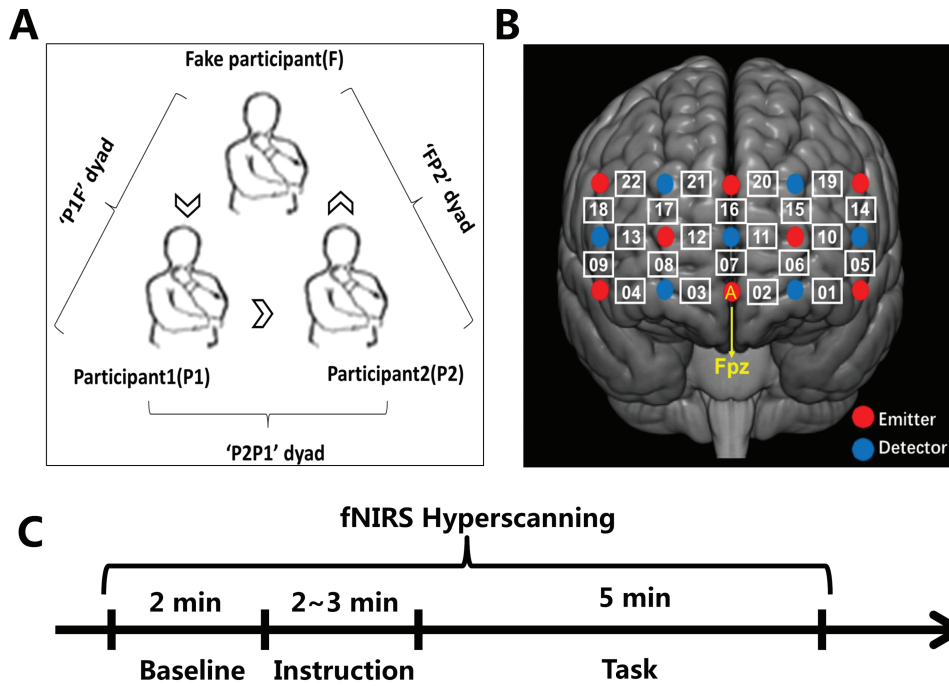 A
Fake participant(F)
'P1F' dyad
'FP2' dyad
Participant1(P1)
Participant2(P2)
'P2P1' dyad
B
22 21 20 19
18 17 16 15 14
13 12 11 10
09 08 07 06 05
04 03 A 02 01
Fpz
Emitter
Detector
C
fNIRS Hyperscanning
2 min 2~3 min 5 min
Baseline Instruction Task